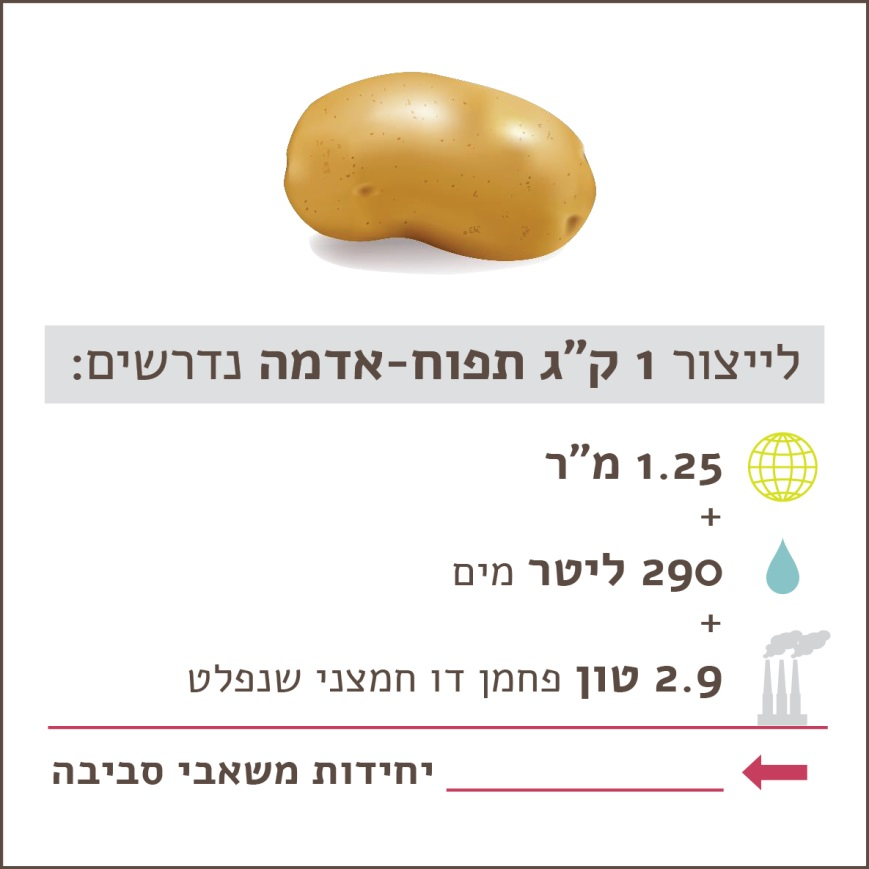 לייצור 1 ק"ג תפוח-אדמה נדרשים:
1.25 מ"ר
+
290 ליטר מים
+
2.9 טון פחמן דו חמצני שנפלט
_______________ יחידות משאבי סביבה